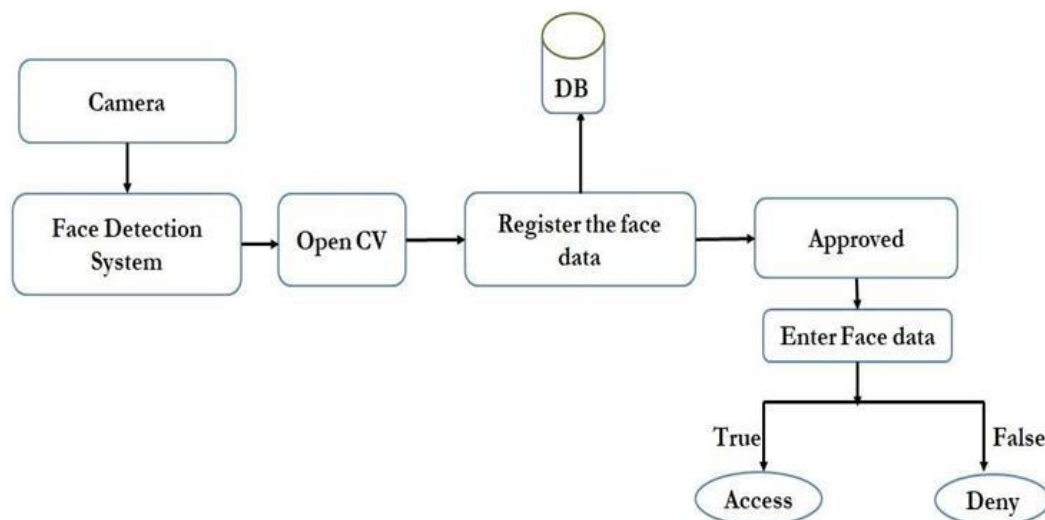 Camera
DB
Face Detection
System
Open CV
Register the face
data
Approved
Enter Face data
True
False
Access
Deny